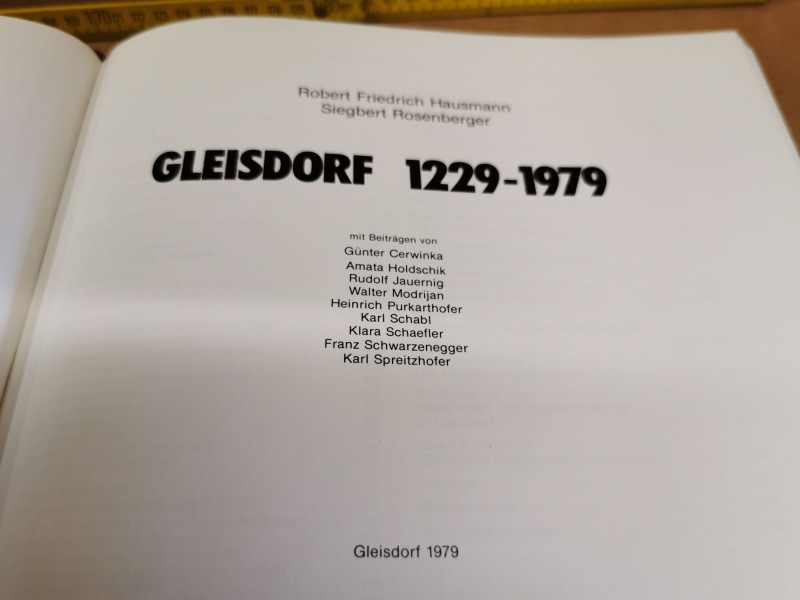 Robert Friedrich Hausmann
Siegbert Rosenberger
GLEISDORF 1229-1979
mit Beiträgen von
Günter Cerwinka
Amata Holdschik
Rudolf Jauernig
Walter Modrijan
Heinrich Purkarthofer
Karl Schabl
Klara Schaefler
Franz Schwarzenegger
Karl Spreitzhofer
Gleisdorf 1979